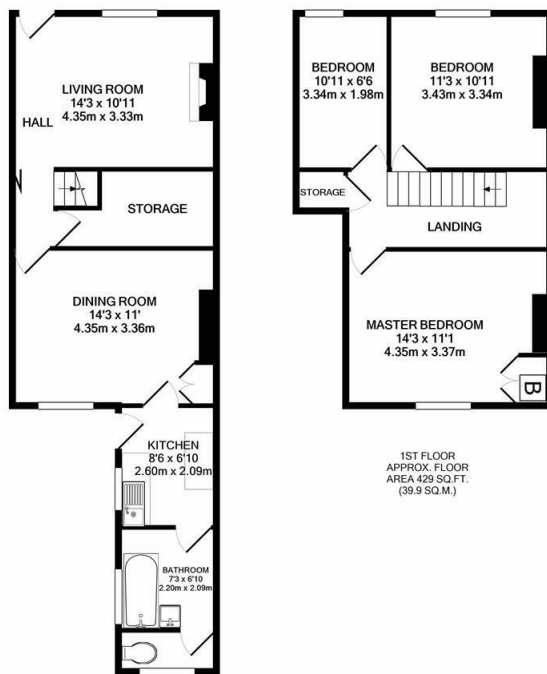 LIVING ROOM
14'3 x 10'11
4.35m x 3.33m
HALL
STORAGE
DINING ROOM
14'3 x 11'
4.35m x 3.36m
KITCHEN
8'6 x 6'10
2.60m x 2.09m
BATHROOM
7'3 x 6'10
2.20m x 2.09m
BEDROOM
10'11 x 6'6
3.34m x 1.98m
BEDROOM
11'3 x 10'11
3.43m x 3.34m
STORAGE
LANDING
MASTER BEDROOM
14'3 x 11'1
4.35m x 3.37m
B
1ST FLOOR
APPROX. FLOOR
AREA 429 SQ.FT.
(39.9 SQ.M.)